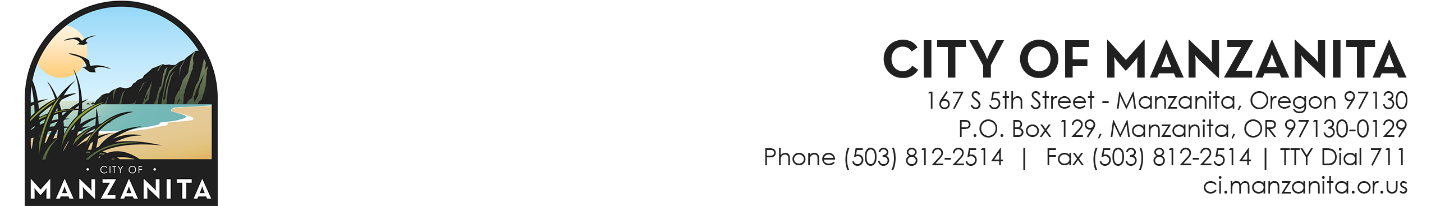 CITY OF MANZANITA
167 S 5th Street - Manzanita, Oregon 97130
P.O. Box 129, Manzanita, OR 97130-0129
Phone (503) 812-2514 | Fax (503) 812-2514 | TTY Dial 711
ci.manzanita.or.us
• CITY OF •
MANZANITA